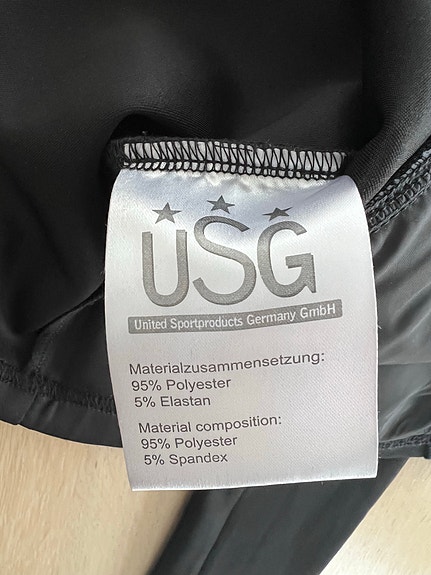 USG
United Sportproducts Germany GmbH
Materialzusammensetzung:
95% Polyester
5% Elastan
Material composition:
95% Polyester
5% Spandex